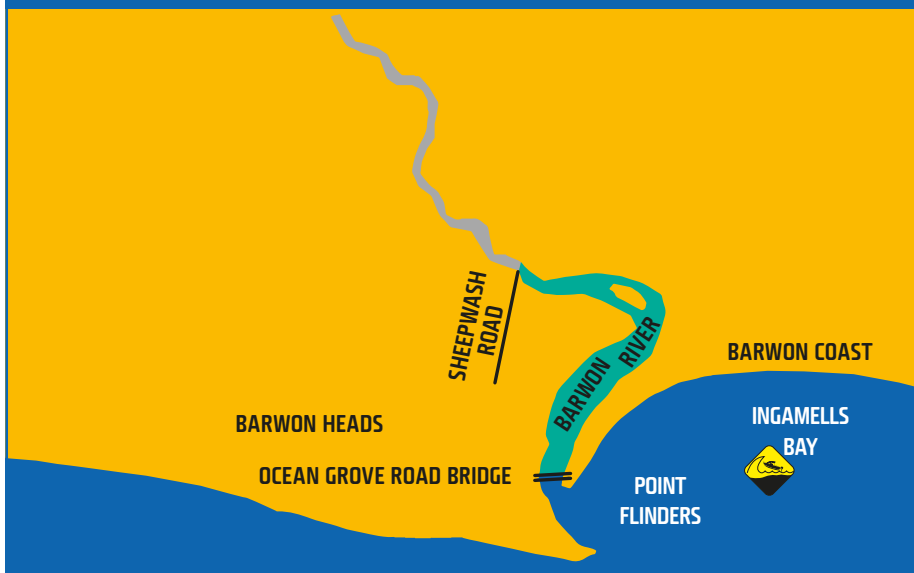 SHEEPWASH
ROAD
BARWON
RIVER
BARWON COAST
BARWON HEADS
INGAMELLS
BAY
OCEAN GROVE ROAD BRIDGE
POINT
FLINDERS